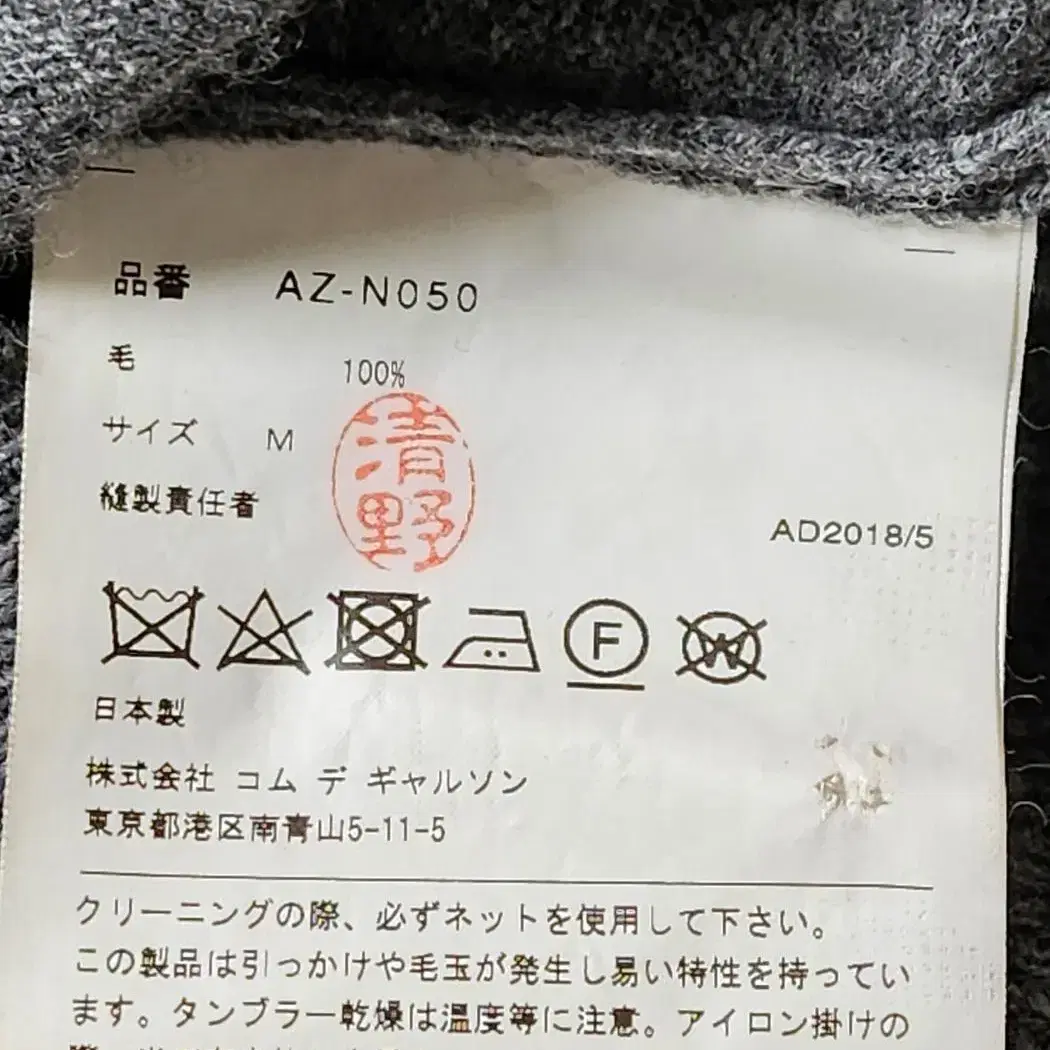 品番 AZ-N050
毛 100%
サイズ M
清野
縫製責任者
AD2018/5
F
W
日本製
株式会社 コム デ ギャルソン
東京都港区南青山5-11-5
クリーニングの際、必ずネットを使用して下さい。
この製品は引っかけや毛玉が発生し易い特性を持ってい
ます。タンブラー乾燥は温度等に注意。アイロン掛けの